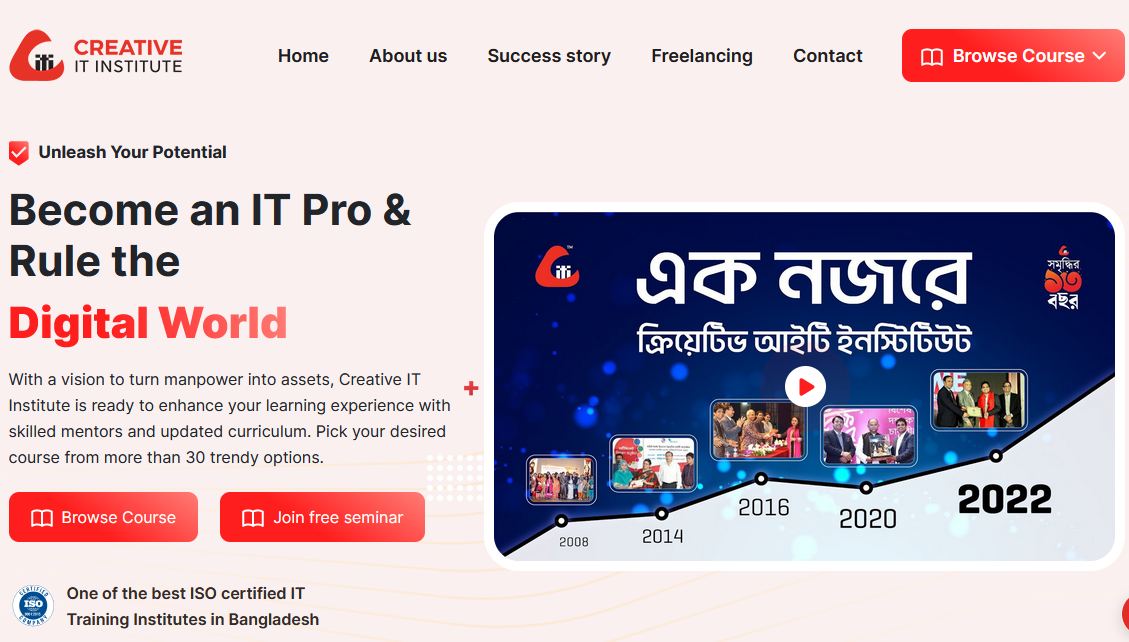 CREATIVE
IT INSTITUTE
Home
About us
Success story
Freelancing
Contact
Browse Course
Unleash Your Potential
Become an IT Pro &
Rule the
Digital World
With a vision to turn manpower into assets, Creative IT
Institute is ready to enhance your learning experience with
skilled mentors and updated curriculum. Pick your desired
course from more than 30 trendy options.
Browse Course
Join free seminar
One of the best ISO certified IT
Training Institutes in Bangladesh
CERTIFIED
ISO
COMPANY
এক নজরে
ক্রিয়েটিভ আইটি ইনস্টিটিউট
সমৃদ্ধির
১৩
বছর
2008
2014
2016
2020
2022